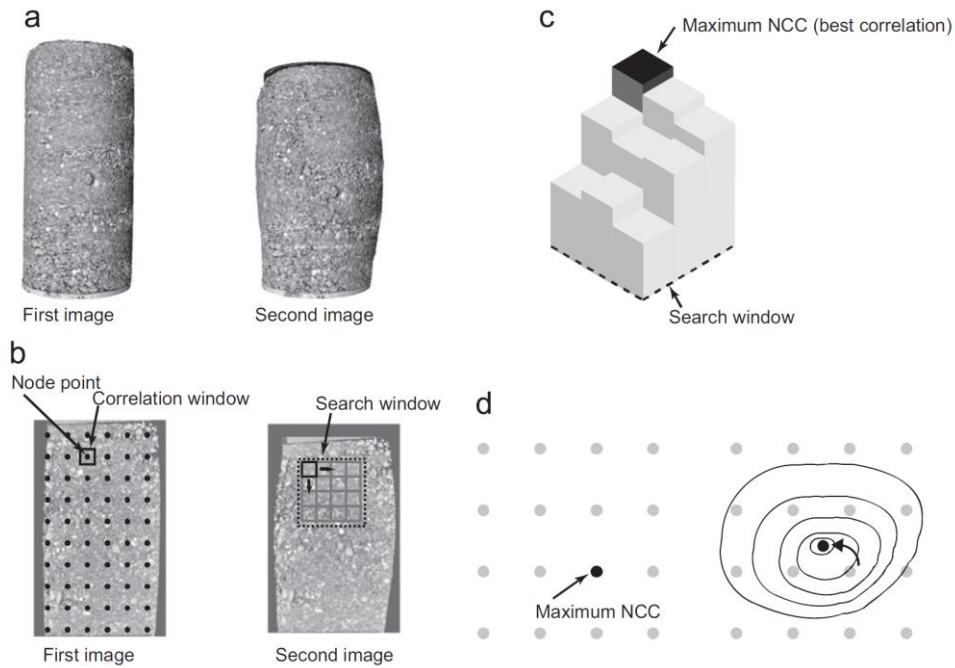 a
First image
Second image
b
Node point
Correlation window
First image
Search window
Second image
c
Maximum NCC (best correlation)
Search window
d
Maximum NCC